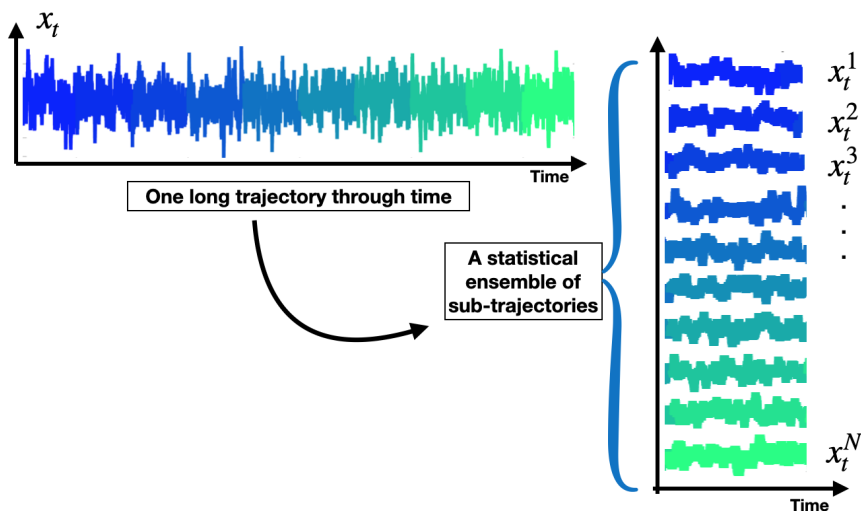 x_t
Time
One long trajectory through time
A statistical
ensemble of
sub-trajectories
x_t^1
x_t^2
x_t^3
.
.
.
x_t^N
Time